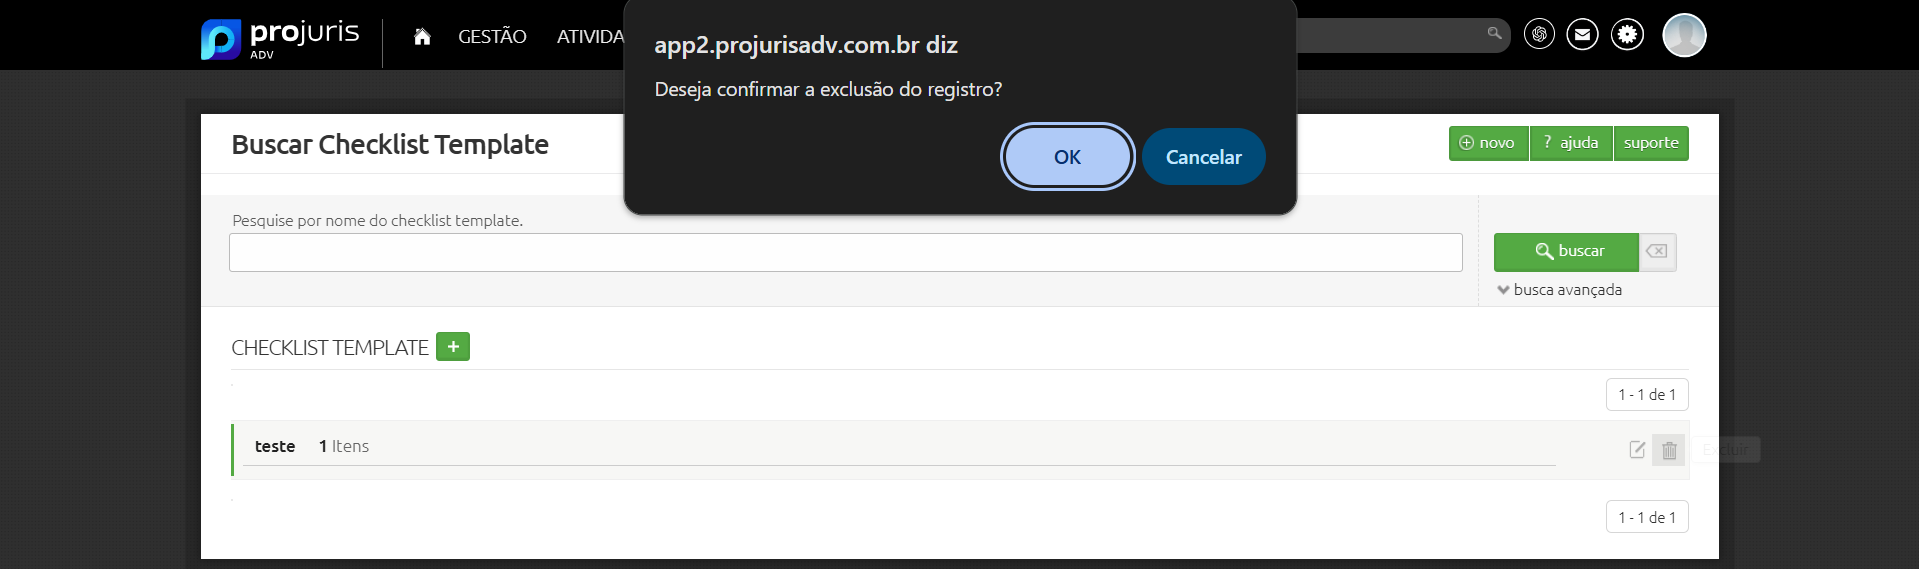 projuris
ADV
GESTÃO
ATIVIDA
app2.projurisadv.com.br diz
Deseja confirmar a exclusão do registro?
OK
Cancelar
Buscar Checklist Template
novo
? ajuda
suporte
Pesquise por nome do checklist template.
buscar
busca avançada
CHECKLIST TEMPLATE +
1 - 1 de 1
teste 1 Itens
Excluir
1 - 1 de 1